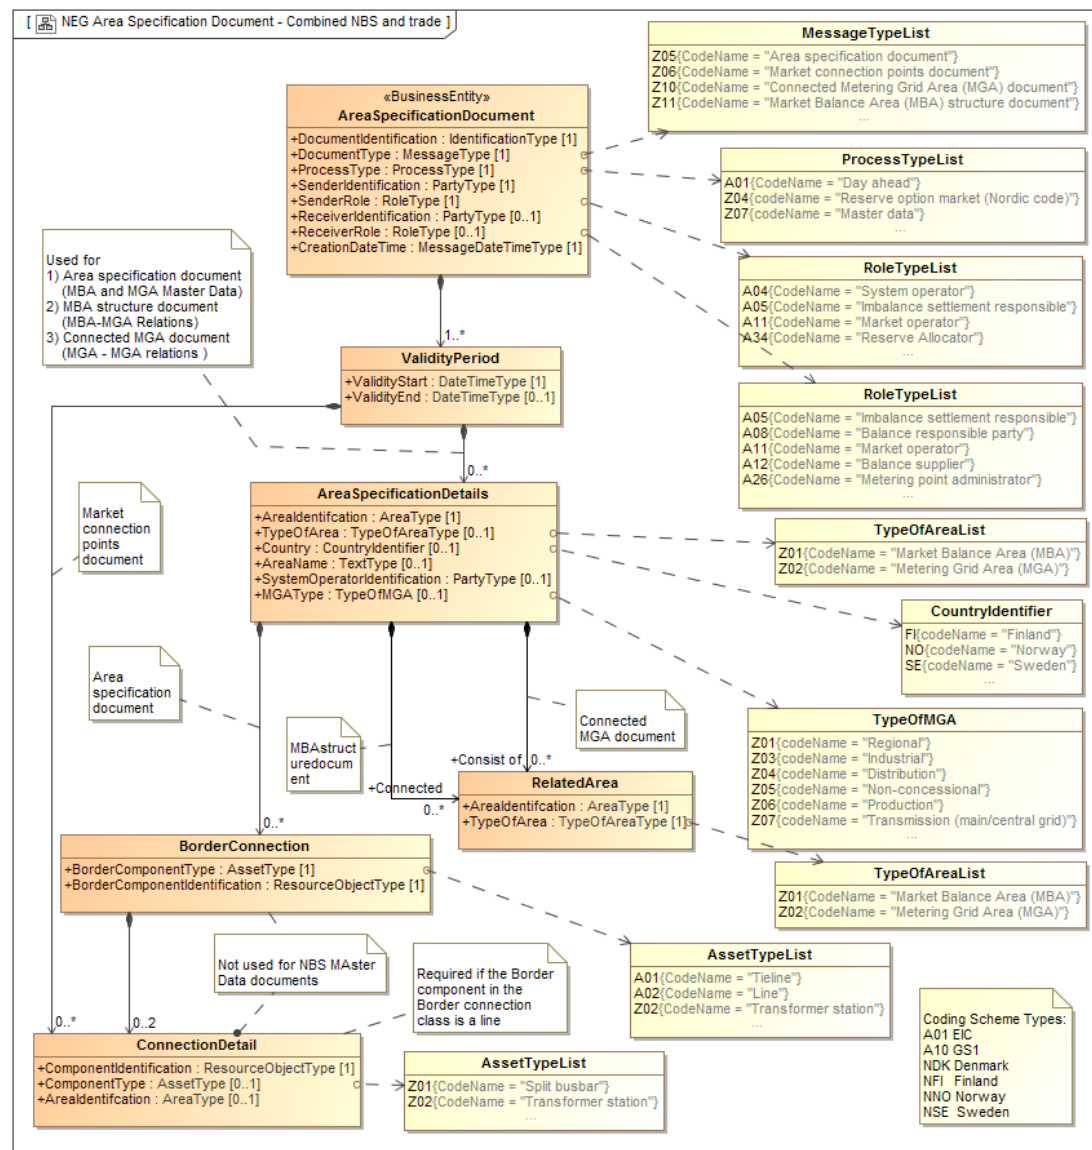 [ NEG Area Specification Document - Combined NBS and trade ]
MessageTypeList
Z05{CodeName = "Area specification document"}
Z06{CodeName = "Market connection points document"}
Z10{CodeName = "Connected Metering Grid Area (MGA) document"}
Z11{CodeName = "Market Balance Area (MBA) structure document"}
...
«BusinessEntity»
AreaSpecificationDocument
+DocumentIdentification : IdentificationType [1]
+DocumentType : MessageType [1]
+ProcessType : ProcessType [1]
+SenderIdentification : PartyType [1]
+SenderRole : RoleType [1]
+ReceiverIdentification : PartyType [0..1]
+ReceiverRole : RoleType [0..1]
+CreationDateTime : MessageDateTimeType [1]
ProcessTypeList
A01{CodeName = "Day ahead"}
Z04{codeName = "Reserve option market (Nordic code)"}
Z07{codeName = "Master data"}
...
Used for
1) Area specification document
(MBA and MGA Master Data)
2) MBA structure document
(MBA-MGA Relations)
3) Connected MGA document
(MGA - MGA relations )
RoleTypeList
A04{CodeName = "System operator"}
A05{CodeName = "Imbalance settlement responsible"}
A11{CodeName = "Market operator"}
A34{CodeName = "Reserve Allocator"}
...
1..*
ValidityPeriod
+ValidityStart : DateTimeType [1]
+ValidityEnd : DateTimeType [0..1]
RoleTypeList
A05{CodeName = "Imbalance settlement responsible"}
A08{CodeName = "Balance responsible party"}
A11{CodeName = "Market operator"}
A12{CodeName = "Balance supplier"}
A26{CodeName = "Metering point administrator"}
...
0..*
Market
connection
points
document
AreaSpecificationDetails
+AreaIdentifcation : AreaType [1]
+TypeOfArea : TypeOfAreaType [0..1]
+Country : CountryIdentifier [0..1]
+AreaName : TextType [0..1]
+SystemOperatorIdentification : PartyType [0..1]
+MGAType : TypeOfMGA [0..1]
TypeOfAreaList
Z01{CodeName = "Market Balance Area (MBA)"}
Z02{CodeName = "Metering Grid Area (MGA)"}
CountryIdentifier
FI{codeName = "Finland"}
NO{codeName = "Norway"}
SE{codeName = "Sweden"}
...
Area
specification
document
MBAstruct
uredocum
ent
Connected
MGA document
TypeOfMGA
Z01{codeName = "Regional"}
Z03{codeName = "Industrial"}
Z04{codeName = "Distribution"}
Z05{codeName = "Non-concessional"}
Z06{codeName = "Production"}
Z07{codeName = "Transmission (main/central grid)"}
...
+Consist of 0..*
+Connected
0..*
RelatedArea
+AreaIdentifcation : AreaType [1]
+TypeOfArea : TypeOfAreaType [1]
0..*
BorderConnection
+BorderComponentType : AssetType [1]
+BorderComponentIdentification : ResourceObjectType [1]
TypeOfAreaList
Z01{CodeName = "Market Balance Area (MBA)"}
Z02{CodeName = "Metering Grid Area (MGA)"}
Not used for NBS MAster
Data documents
Required if the Border
component in the
Border connection
class is a line
AssetTypeList
A01{CodeName = "Tieline"}
A02{CodeName = "Line"}
Z02{CodeName = "Transformer station"}
...
Coding Scheme Types:
A01 EIC
A10 GS1
NDK Denmark
NFI Finland
NNO Norway
NSE Sweden
0..*
0..2
ConnectionDetail
+ComponentIdentification : ResourceObjectType [1]
+ComponentType : AssetType [0..1]
+AreaIdentifcation : AreaType [0..1]
AssetTypeList
Z01{CodeName = "Split busbar"}
Z02{CodeName = "Transformer station"}
...